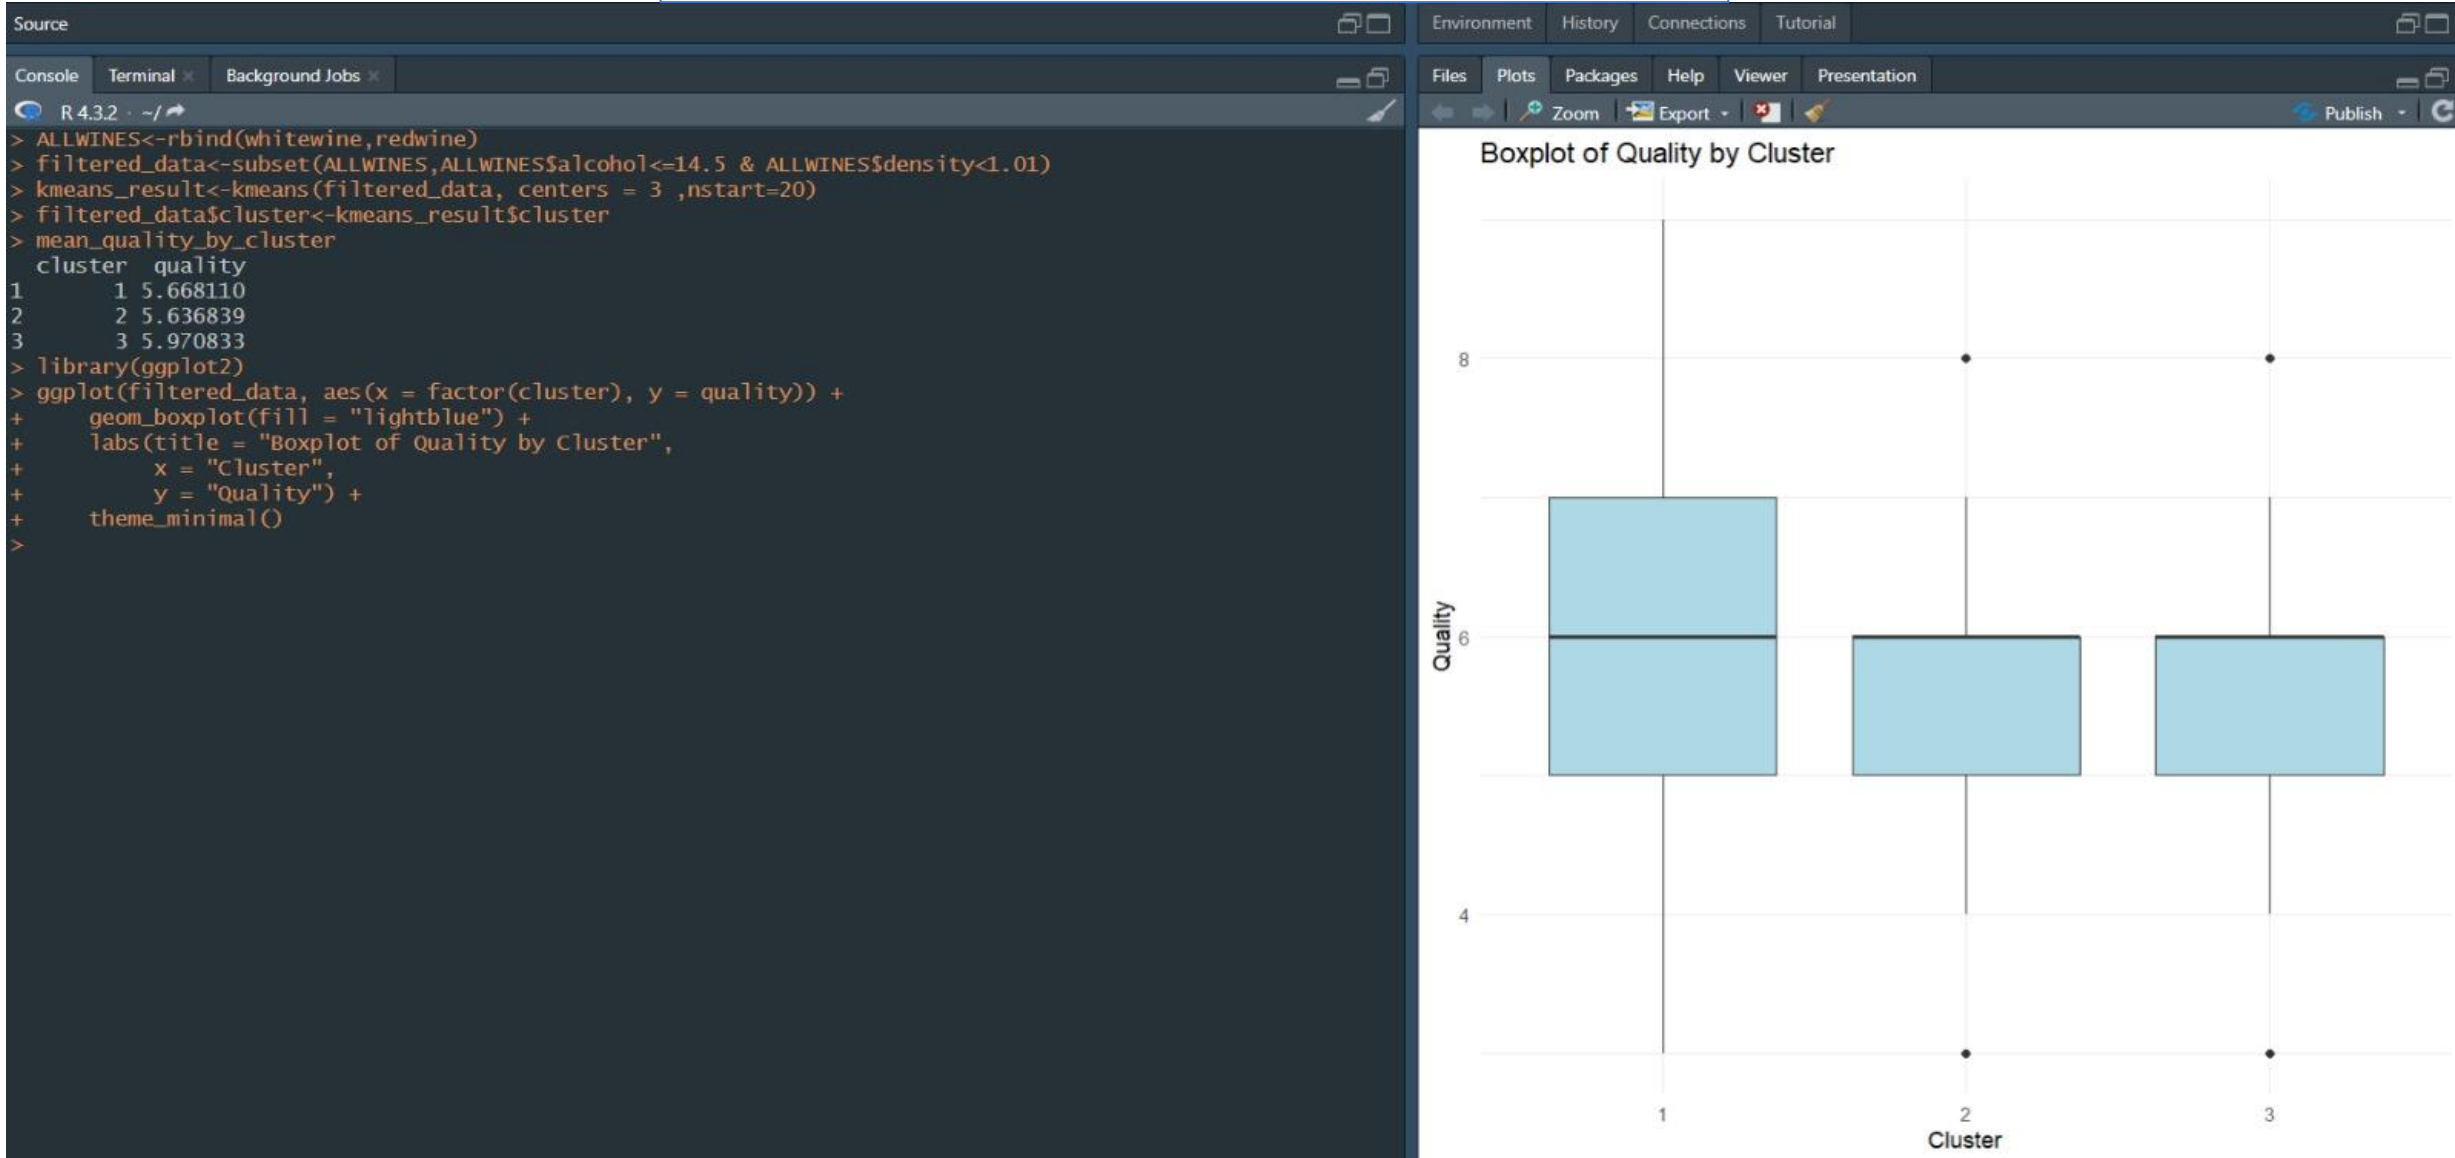 Source
Console Terminal Background Jobs
R 4.3.2 · ~/
> ALLWINES<-rbind(whitewine,redwine)
> filtered_data<-subset(ALLWINES,ALLWINES$alcohol<=14.5 & ALLWINES$density<1.01)
> kmeans_result<-kmeans(filtered_data, centers = 3 ,nstart=20)
> filtered_data$cluster<-kmeans_result$cluster
> mean_quality_by_cluster
  cluster  quality
1       1 5.668110
2       2 5.636839
3       3 5.970833
> library(ggplot2)
> ggplot(filtered_data, aes(x = factor(cluster), y = quality)) +
+     geom_boxplot(fill = "lightblue") +
+     labs(title = "Boxplot of Quality by Cluster",
+          x = "Cluster",
+          y = "Quality") +
+     theme_minimal()
>
Environment History Connections Tutorial
Files Plots Packages Help Viewer Presentation
Zoom Export Publish
Boxplot of Quality by Cluster
8
6
4
Quality
1 2 3
Cluster